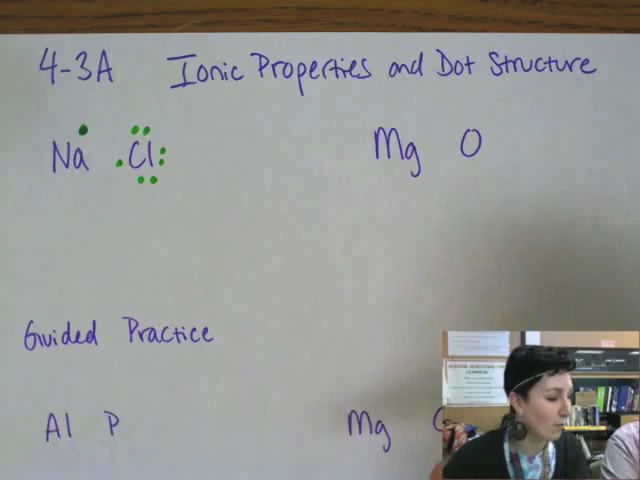 4-3A Ionic Properties and Dot Structure
Na Cl Mg O
Guided Practice
Al P Mg